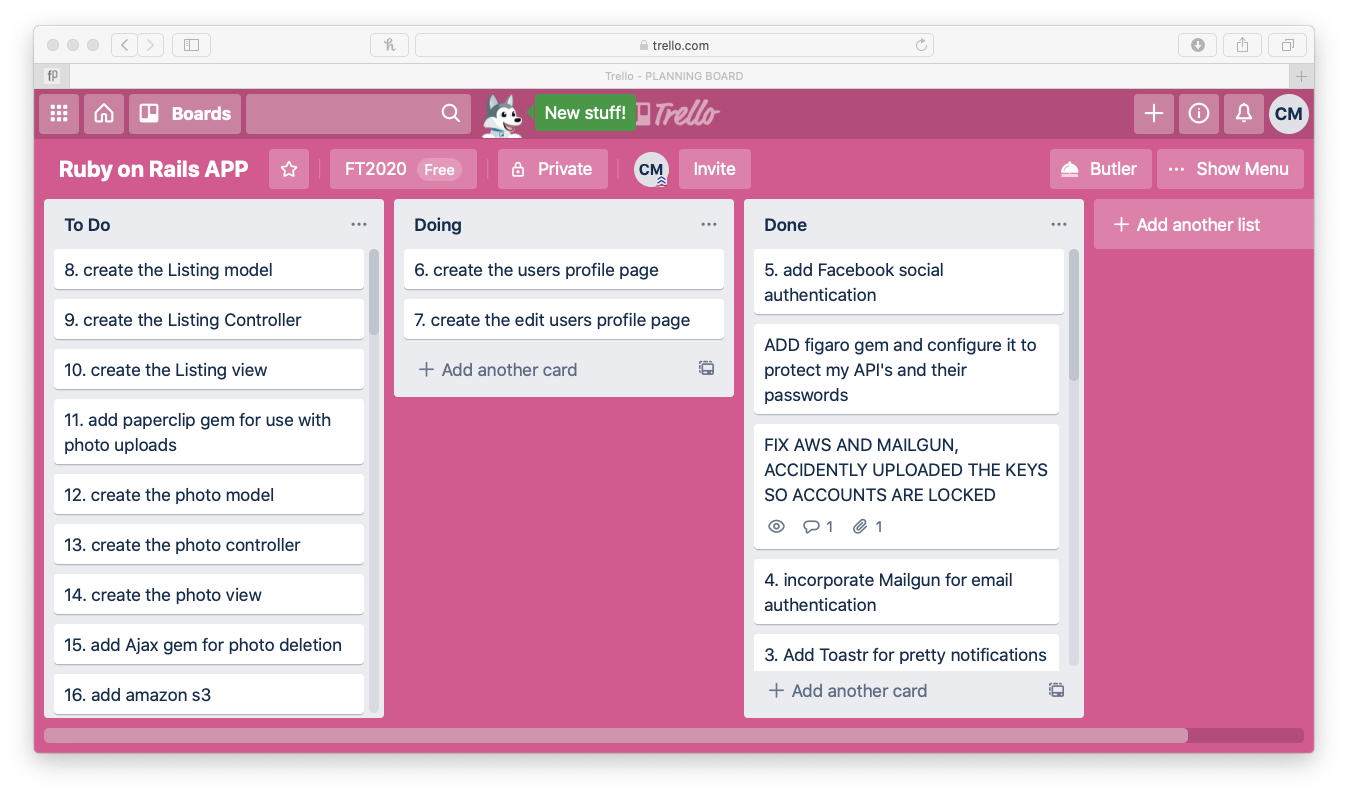 trello.com
fp
Trello - PLANNING BOARD
Boards
New stuff!
Trello
CM
Ruby on Rails APP
FT2020 Free
Private
CM
Invite
Butler
Show Menu
To Do
8. create the Listing model
9. create the Listing Controller
10. create the Listing view
11. add paperclip gem for use with
photo uploads
12. create the photo model
13. create the photo controller
14. create the photo view
15. add Ajax gem for photo deletion
16. add amazon s3
Doing
6. create the users profile page
7. create the edit users profile page
+ Add another card
Done
5. add Facebook social
authentication
ADD figaro gem and configure it to
protect my API's and their
passwords
FIX AWS AND MAILGUN,
ACCIDENTLY UPLOADED THE KEYS
SO ACCOUNTS ARE LOCKED
1 1
4. incorporate Mailgun for email
authentication
3. Add Toastr for pretty notifications
+ Add another card
+ Add another list